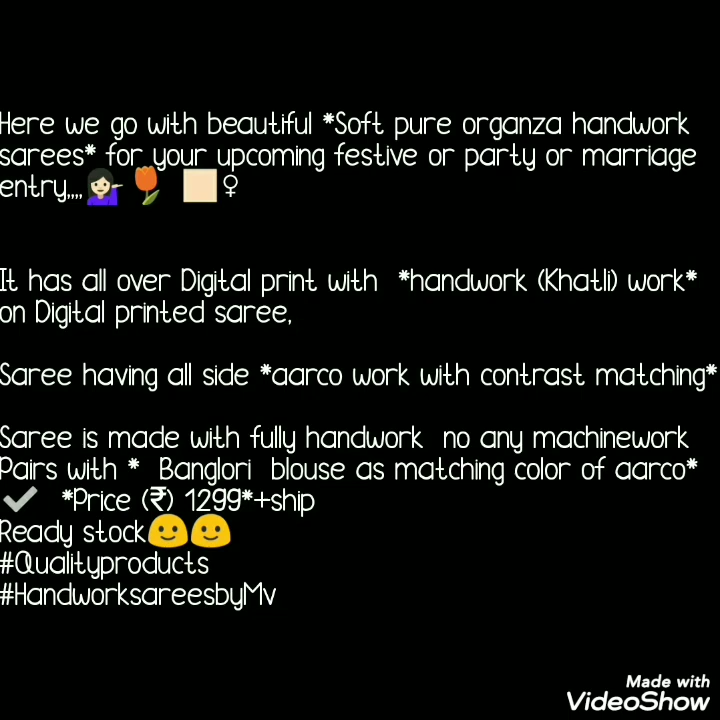 Here we go with beautiful *Soft pure organza handwork
sarees* for your upcoming festive or party or marriage
entry,,,,💁🏻🌷 🏻♀
It has all over Digital print with *handwork (Khatli) work*
on Digital printed saree,
Saree having all side *aarco work with contrast matching*
Saree is made with fully handwork no any machinework
Pairs with * Banglori blouse as matching color of aarco*
✔ *Price (₹) 1299*+ship
Ready stock🙂🙂
#Qualityproducts
#HandworksareesbyMv
Made with
VideoShow